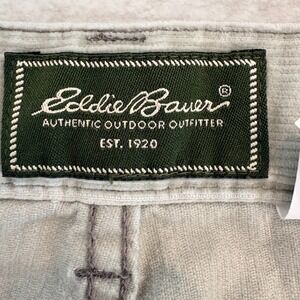 Eddie Bauer®
AUTHENTIC OUTDOOR OUTFITTER
EST. 1920